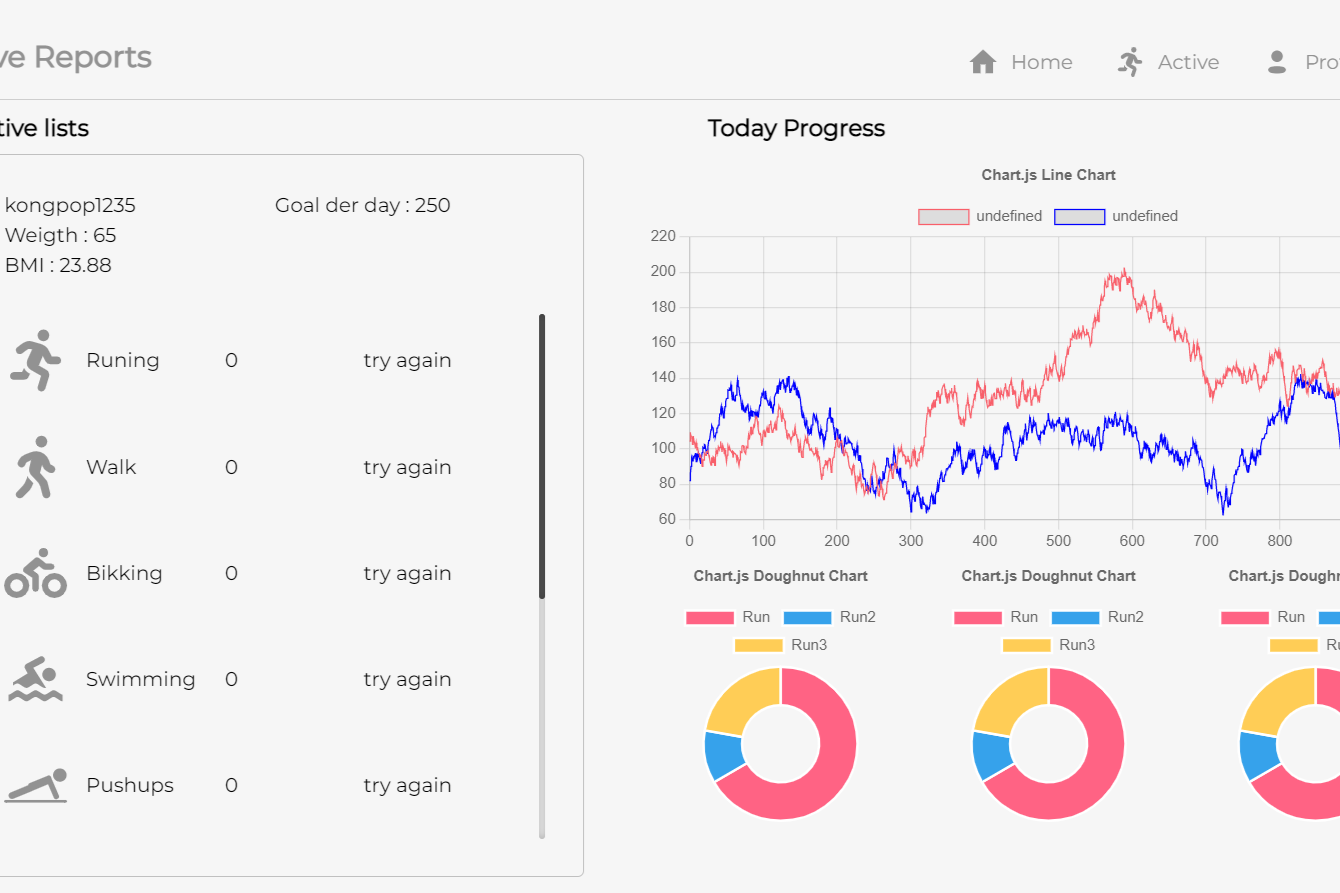 ve Reports
Home Active Pro
tive lists
Today Progress
kongpop1235 Goal der day : 250
Weigth : 65
BMI : 23.88
Runing 0 try again
Walk 0 try again
Bikking 0 try again
Swimming 0 try again
Pushups 0 try again
Chart.js Line Chart
undefined undefined
220
200
180
160
140
120
100
80
60
0 100 200 300 400 500 600 700 800
Chart.js Doughnut Chart Chart.js Doughnut Chart Chart.js Doughn
Run Run2 Run Run2 Run
Run3 Run3 Ru